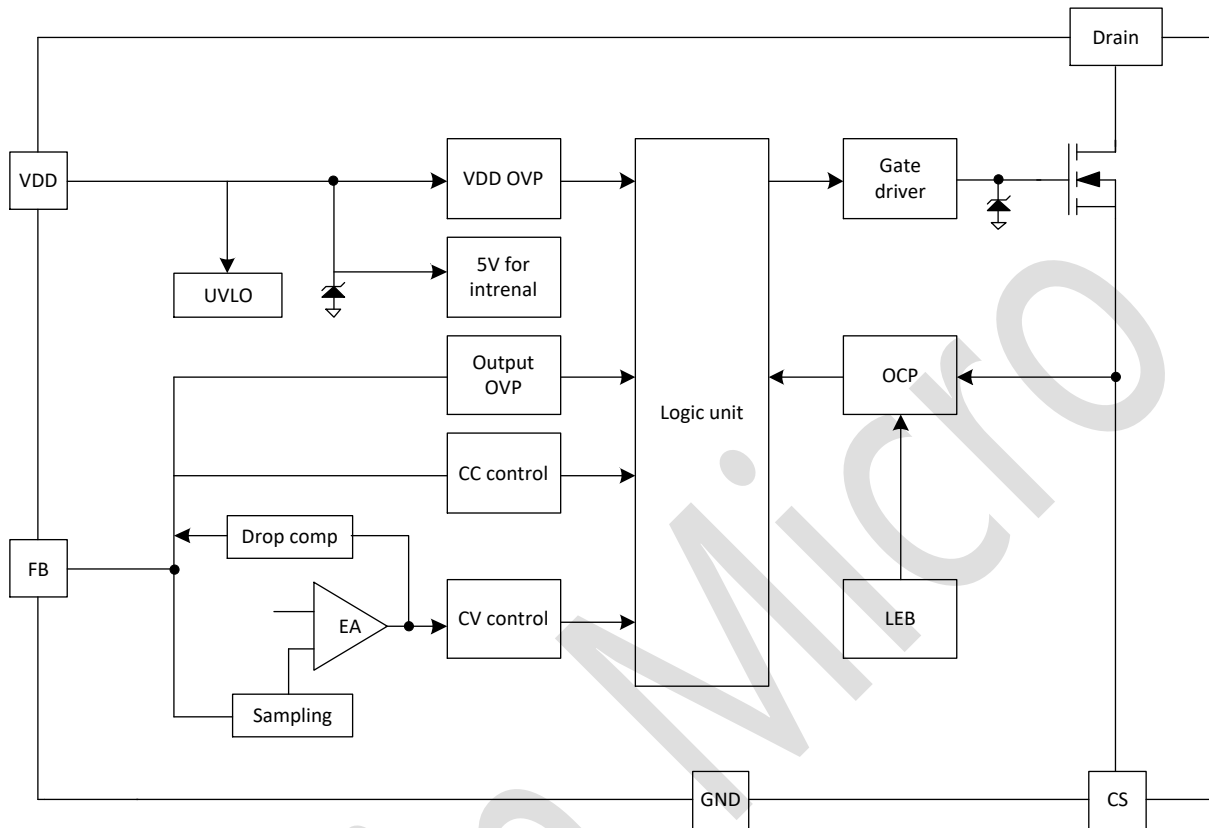 Drain
VDD
VDD OVP
Gate
driver
UVLO
5V for
intrenal
Output
OVP
OCP
Logic unit
CC control
Drop comp
FB
EA
CV control
LEB
Sampling
GND
CS
Micro